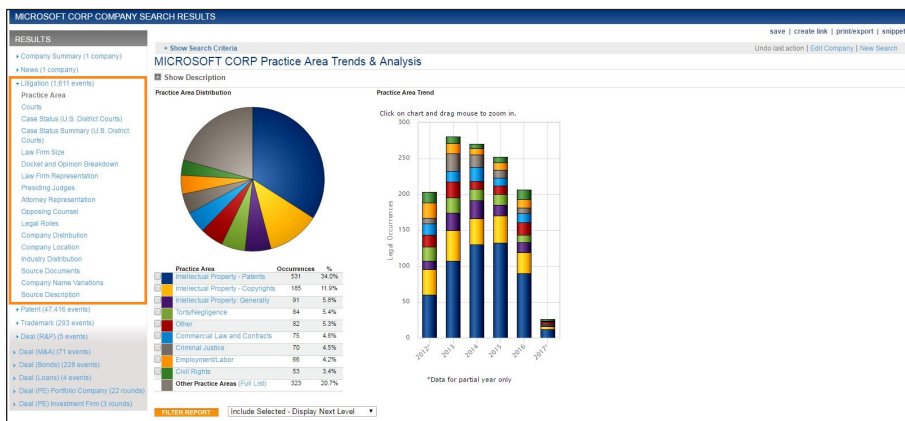 MICROSOFT CORP COMPANY SEARCH RESULTS
save | create link | print/export | snippet
RESULTS
+ Show Search Criteria
Undo last action | Edit Company | New Search
Company Summary (1 company)
News (1 company)
Litigation (1,611 events)
Practice Area
Courts
Case Status (U.S. District Courts)
Case Status Summary (U.S. District
Courts)
Law Firm Size
Docket and Opinion Breakdown
Law Firm Representation
Presiding Judges
Attorney Representation
Opposing Counsel
Legal Roles
Company Distribution
Company Location
Industry Distribution
Source Documents
Company Name Variations
Source Description
Patent (47,416 events)
Trademark (293 events)
Deal (R&P) (5 events)
Deal (M&A) (71 events)
Deal (Bonds) (228 events)
Deal (Loans) (4 events)
Deal (PE) Portfolio Company (22 rounds)
Deal (PE) Investment Firm (3 rounds)
MICROSOFT CORP Practice Area Trends & Analysis
+ Show Description
Practice Area Distribution
Practice Area Occurrences %
Intellectual Property - Patents 531 34.0%
Intellectual Property - Copyrights 185 11.9%
Intellectual Property: Generally 91 5.8%
Torts/Negligence 84 5.4%
Other 82 5.3%
Commercial Law and Contracts 75 4.8%
Criminal Justice 70 4.5%
Employment/Labor 66 4.2%
Civil Rights 53 3.4%
Other Practice Areas (Full List) 323 20.7%
FILTER REPORT Include Selected - Display Next Level
Practice Area Trend
Click on chart and drag mouse to zoom in.
Legal Occurrences
300
250
200
150
100
50
0
2012* 2013 2014 2015 2016 2017*
*Data for partial year only